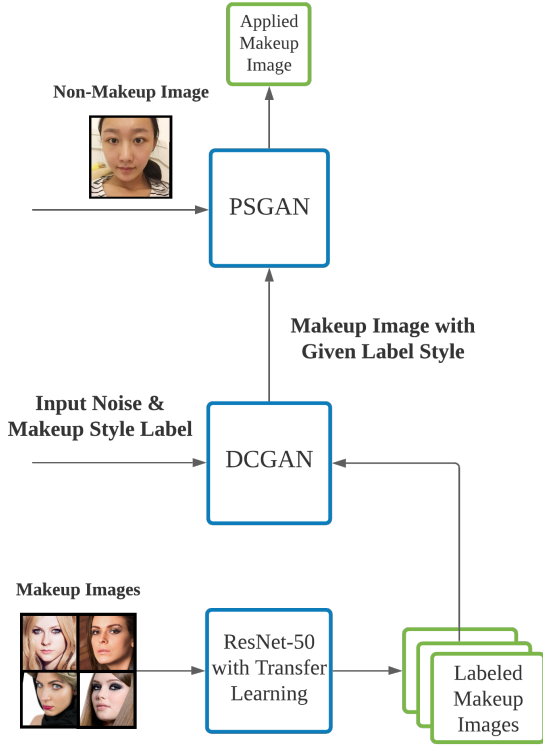 Applied
Makeup
Image
Non-Makeup Image
PSGAN
Makeup Image with
Given Label Style
Input Noise &
Makeup Style Label
DCGAN
Makeup Images
ResNet-50
with Transfer
Learning
Labeled
Makeup
Images